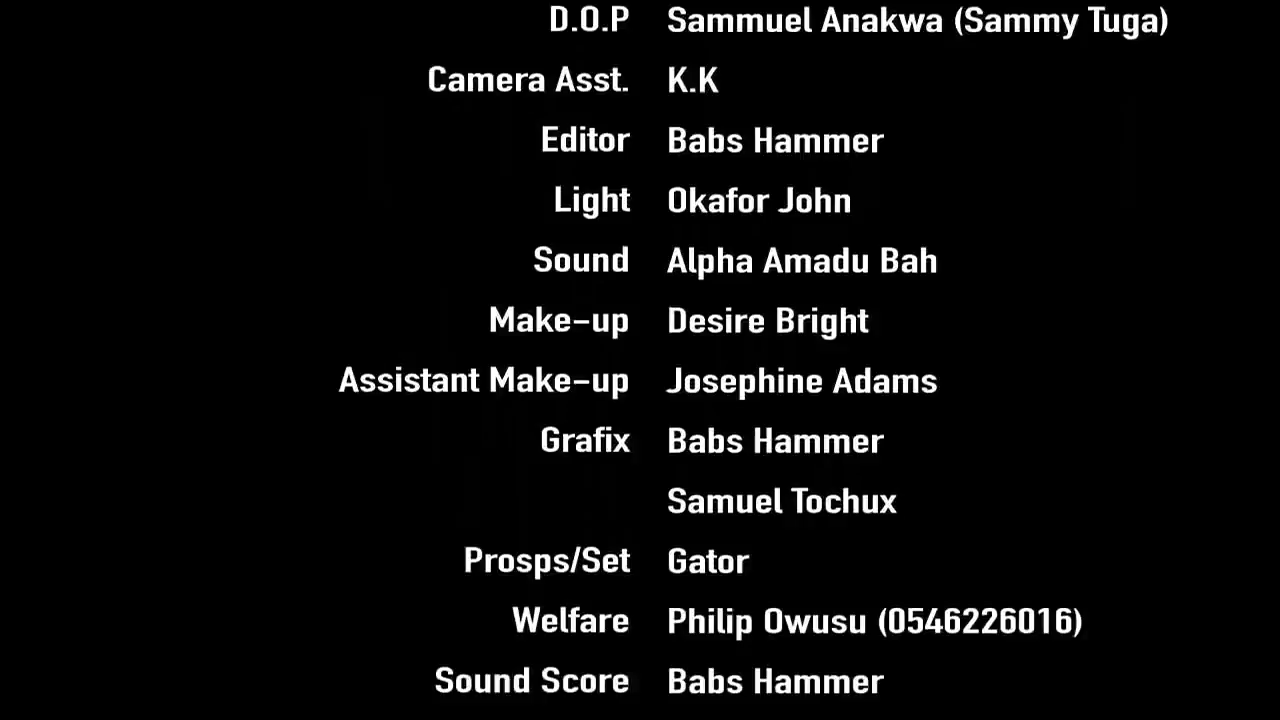 D.O.P Sammuel Anakwa (Sammy Tuga)
Camera Asst. K.K
Editor Babs Hammer
Light Okafor John
Sound Alpha Amadu Bah
Make-up Desire Bright
Assistant Make-up Josephine Adams
Grafix Babs Hammer
Samuel Tochux
Prosps/Set Gator
Welfare Philip Owusu (0546226016)
Sound Score Babs Hammer